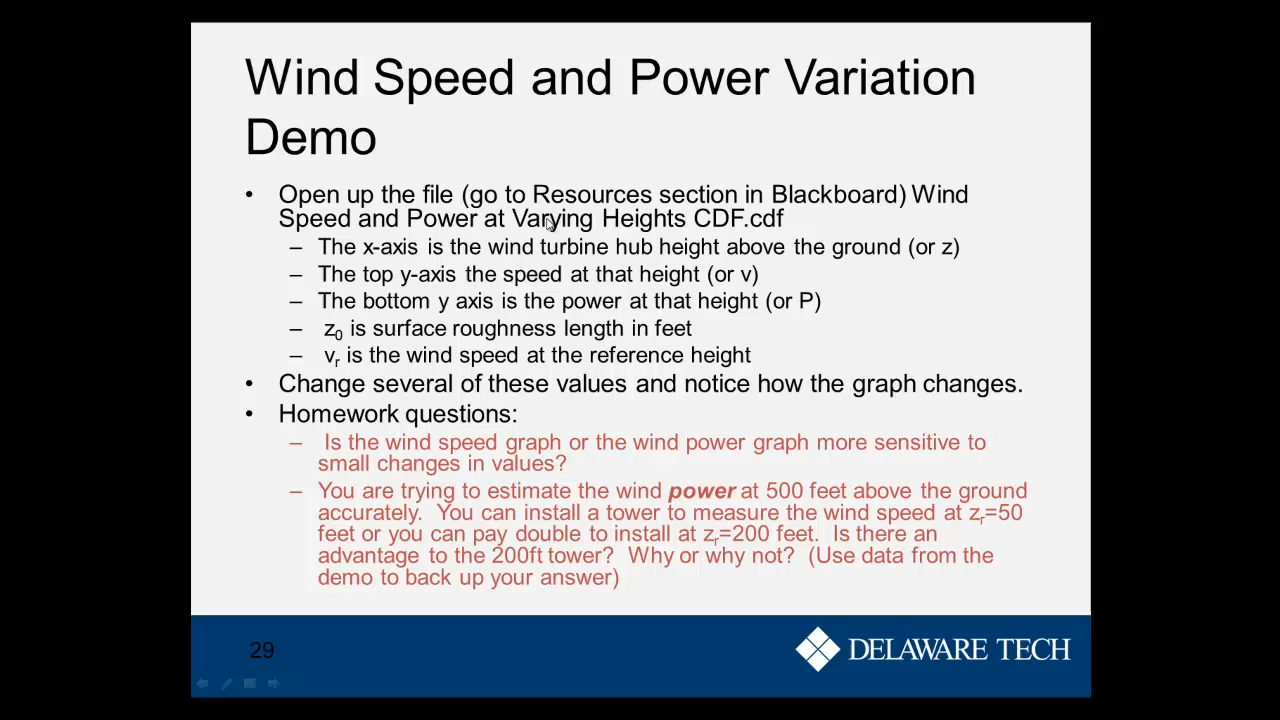 Wind Speed and Power Variation
Demo
• Open up the file (go to Resources section in Blackboard) Wind
Speed and Power at Varying Heights CDF.cdf
– The x-axis is the wind turbine hub height above the ground (or z)
– The top y-axis the speed at that height (or v)
– The bottom y axis is the power at that height (or P)
– z₀ is surface roughness length in feet
– vᵣ is the wind speed at the reference height
• Change several of these values and notice how the graph changes.
• Homework questions:
– Is the wind speed graph or the wind power graph more sensitive to
small changes in values?
– You are trying to estimate the wind power at 500 feet above the ground
accurately. You can install a tower to measure the wind speed at zᵣ=50
feet or you can pay double to install at zᵣ=200 feet. Is there an
advantage to the 200ft tower? Why or why not? (Use data from the
demo to back up your answer)
29
DELAWARE TECH